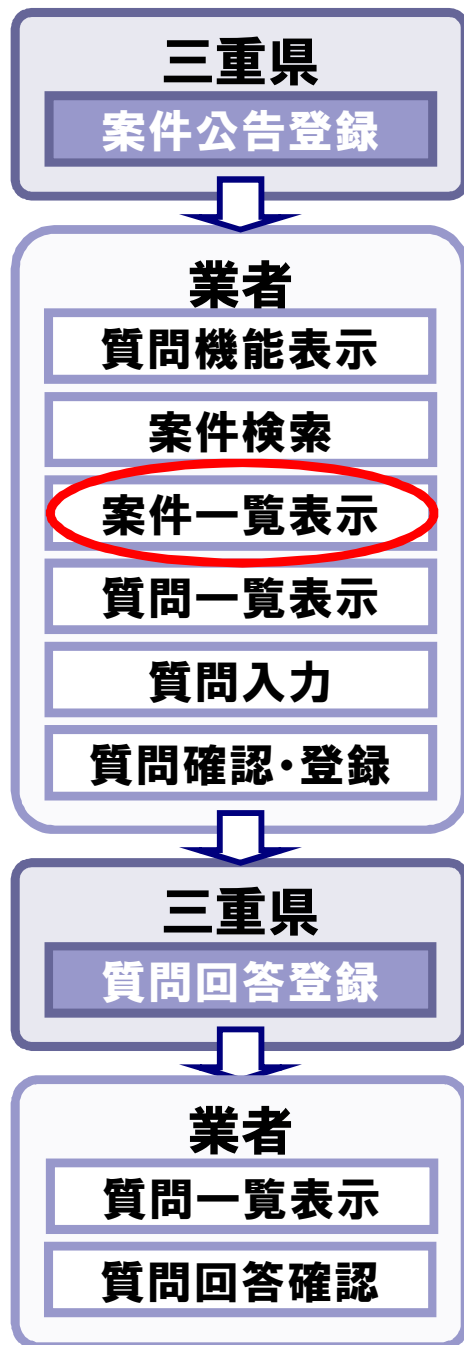 三重県
案件公告登録
業者
質問機能表示
案件検索
案件一覧表示
質問一覧表示
質問入力
質問確認・登録
三重県
質問回答登録
業者
質問一覧表示
質問回答確認